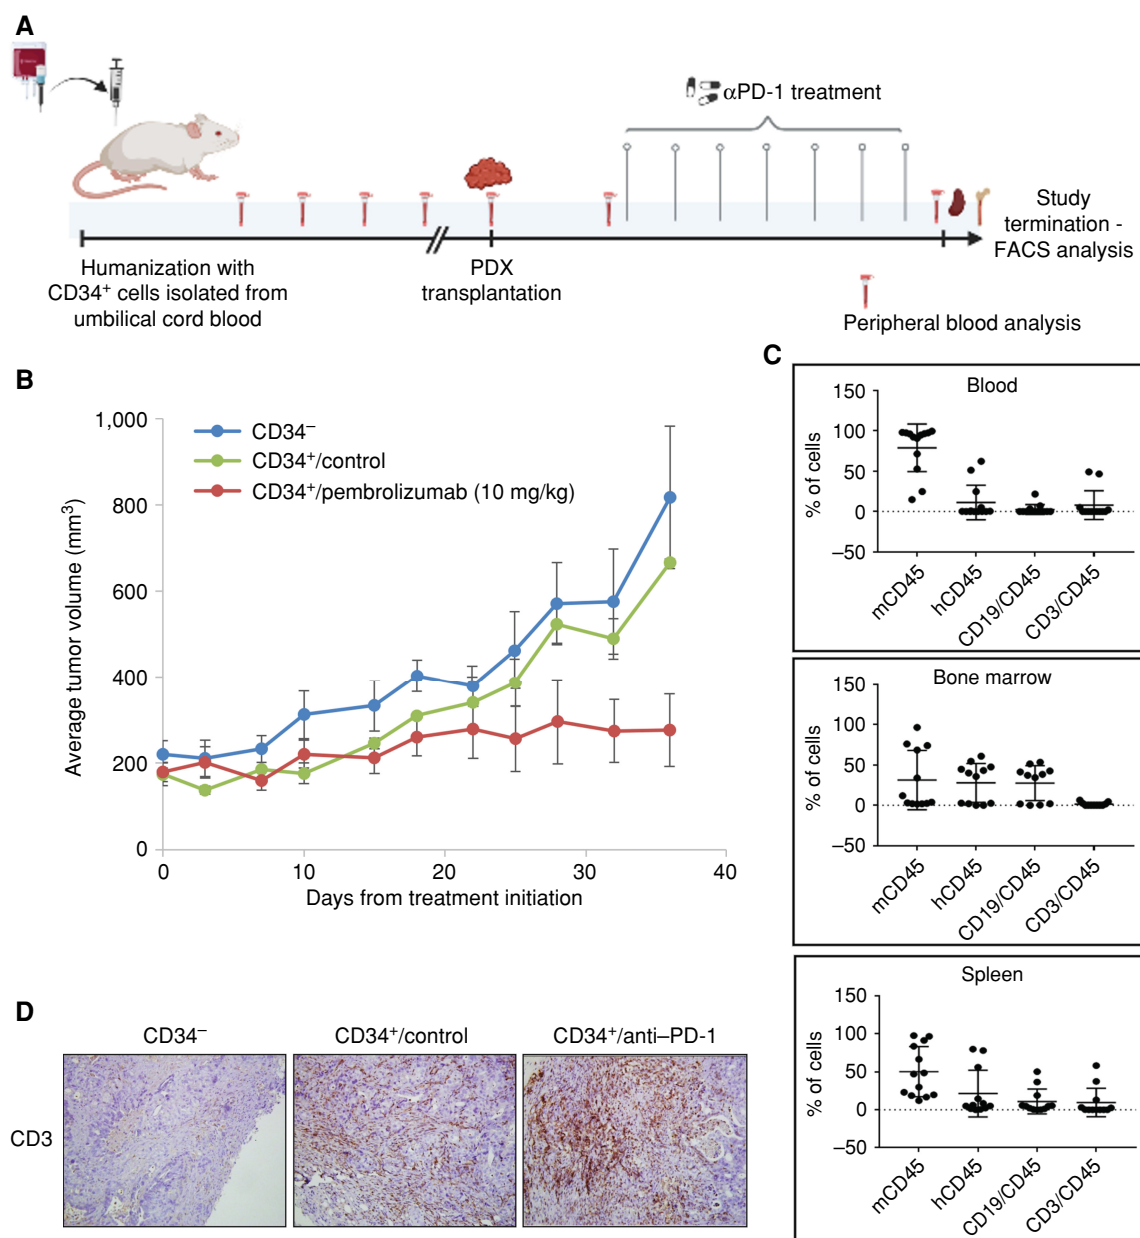 A
αPD-1 treatment
Study
termination -
FACS analysis
Humanization with
CD34⁺ cells isolated from
umbilical cord blood
PDX
transplantation
Peripheral blood analysis
B
1,000
800
600
400
200
0
Average tumor volume (mm³)
CD34⁻
CD34⁺/control
CD34⁺/pembrolizumab (10 mg/kg)
0
10
20
30
40
Days from treatment initiation
C
Blood
150
100
50
0
–50
% of cells
mCD45
hCD45
CD19/CD45
CD3/CD45
Bone marrow
150
100
50
0
–50
% of cells
mCD45
hCD45
CD19/CD45
CD3/CD45
Spleen
150
100
50
0
–50
% of cells
mCD45
hCD45
CD19/CD45
CD3/CD45
D
CD34⁻
CD34⁺/control
CD34⁺/anti–PD-1
CD3